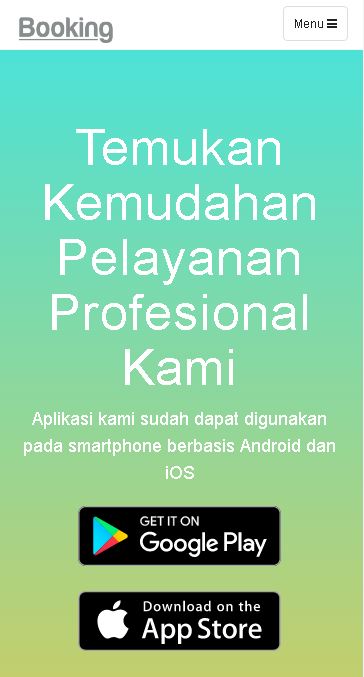 Booking
Menu
Temukan
Kemudahan
Pelayanan
Profesional
Kami
Aplikasi kami sudah dapat digunakan
pada smartphone berbasis Android dan
iOS
GET IT ON
Google Play
Download on the
App Store